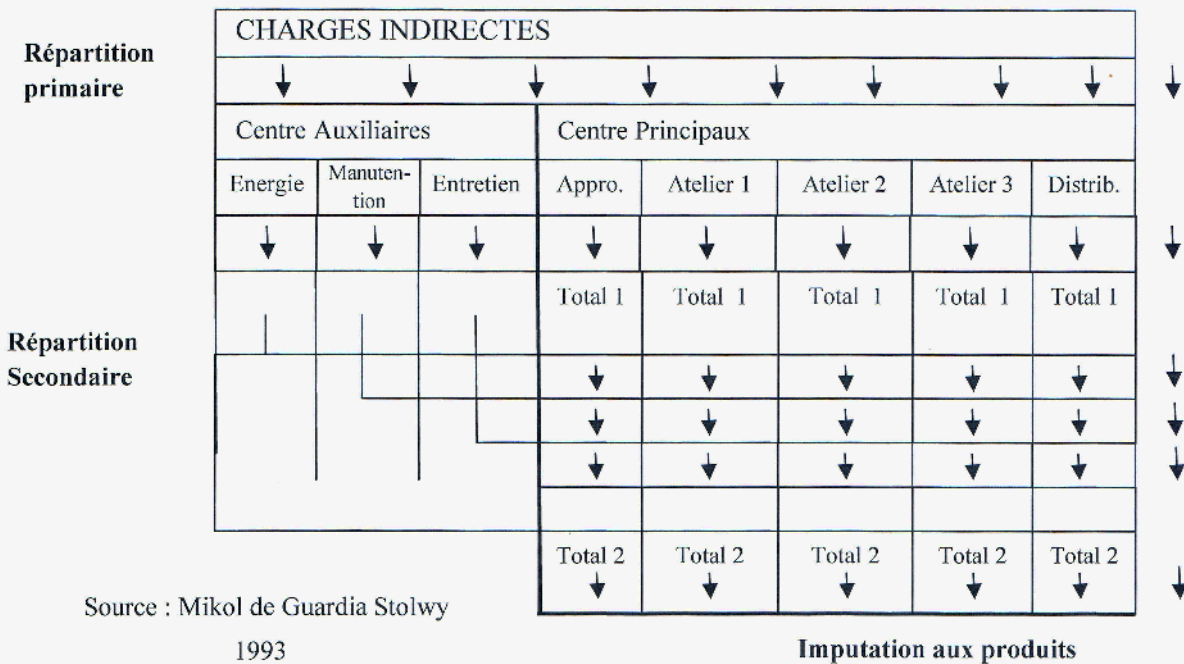 CHARGES INDIRECTES
Répartition
primaire
Centre Auxiliaires
Centre Principaux
Energie
Manuten-
tion
Entretien
Appro.
Atelier 1
Atelier 2
Atelier 3
Distrib.
Total 1
Total 1
Total 1
Total 1
Total 1
Répartition
Secondaire
Total 2
Total 2
Total 2
Total 2
Total 2
Source : Mikol de Guardia Stolwy
1993
Imputation aux produits